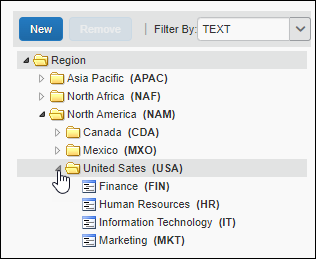 New Remove Filter By: TEXT
Region
Asia Pacific (APAC)
North Africa (NAF)
North America (NAM)
Canada (CDA)
Mexico (MXO)
United Sates (USA)
Finance (FIN)
Human Resources (HR)
Information Technology (IT)
Marketing (MKT)